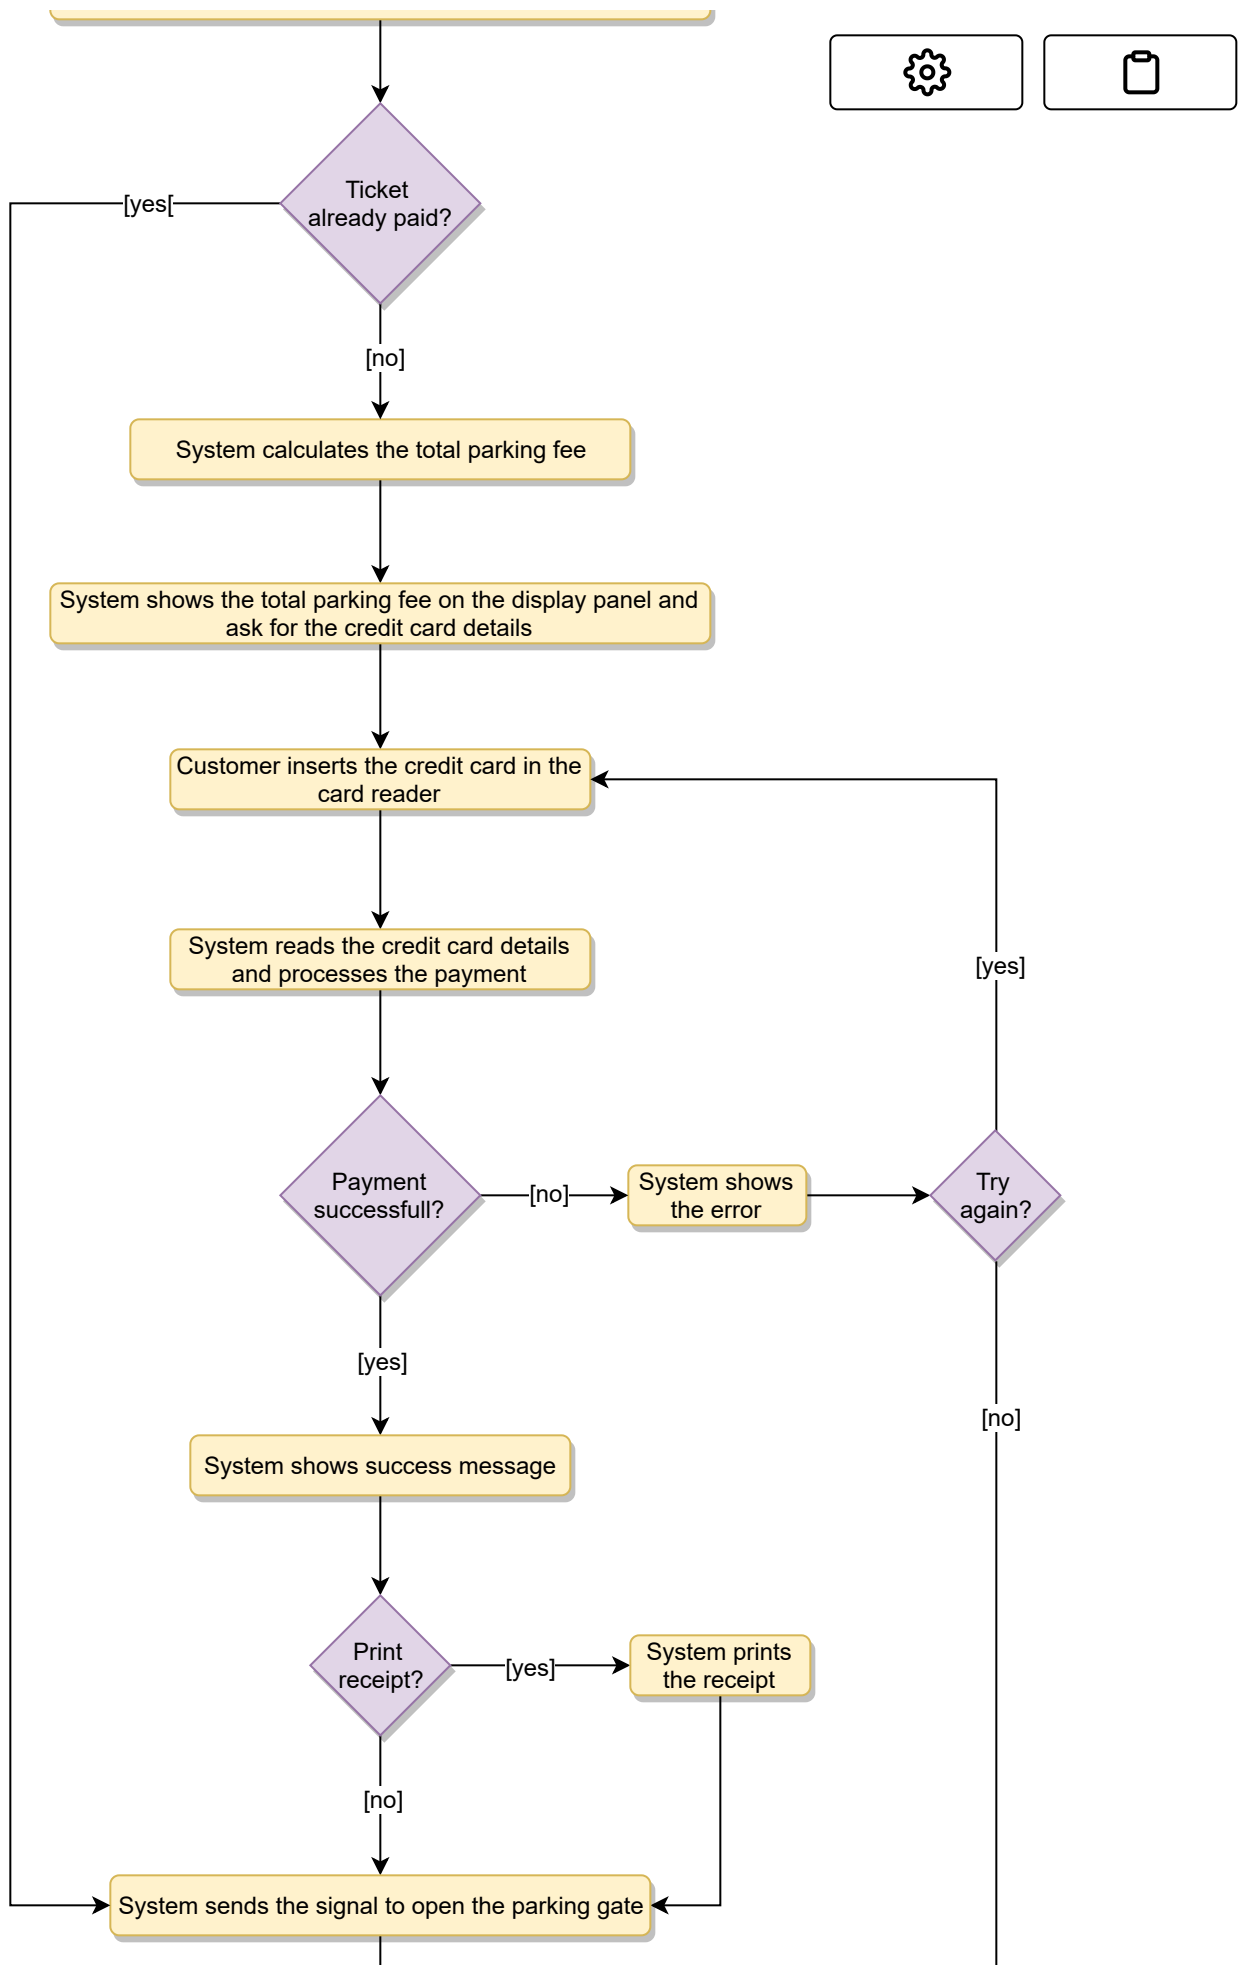 Ticket
already paid?
[yes[
[no]
System calculates the total parking fee
System shows the total parking fee on the display panel and
ask for the credit card details
Customer inserts the credit card in the
card reader
System reads the credit card details
and processes the payment
[yes]
Payment
successfull?
[no]
System shows
the error
Try
again?
[yes]
[no]
System shows success message
Print
receipt?
[yes]
System prints
the receipt
[no]
System sends the signal to open the parking gate